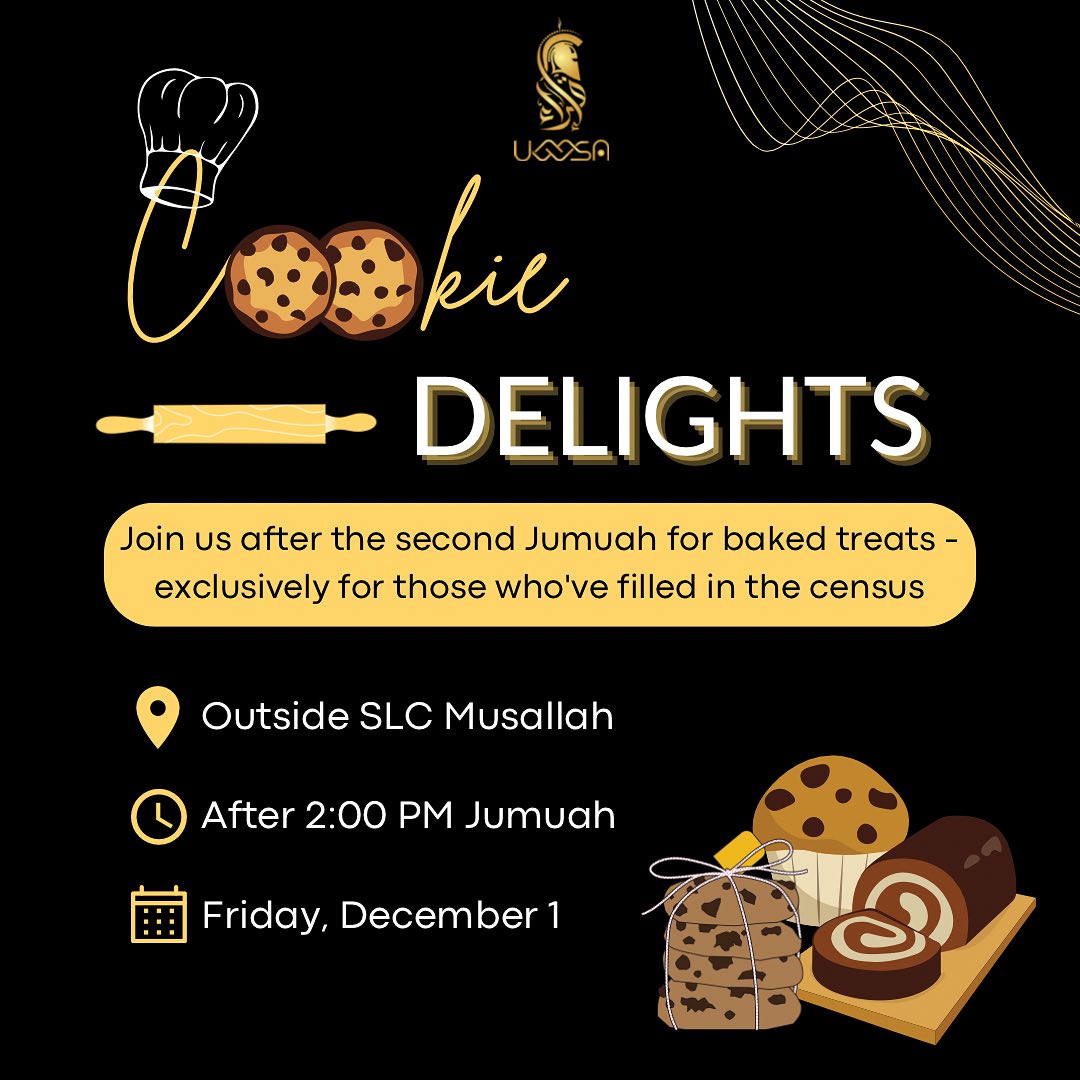 UWMSA
Cookie
DELIGHTS
Join us after the second Jumuah for baked treats -
exclusively for those who've filled in the census
Outside SLC Musallah
After 2:00 PM Jumuah
Friday, December 1